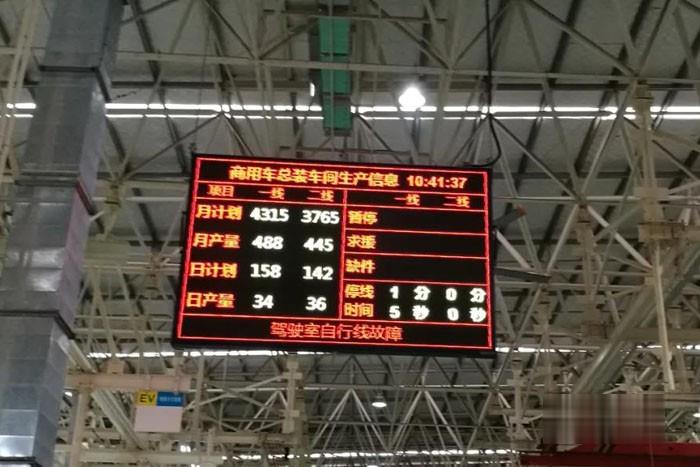 商用车总装车间生产信息 10:41:37
项目 一线 二线 一线 二线
月计划 4315 3765 暂停
月产量 488 445 求援
日计划 158 142 缺件
日产量 34 36 停线时间 1 分 0 分
5 秒 0 秒
驾驶室自行线故障
EV